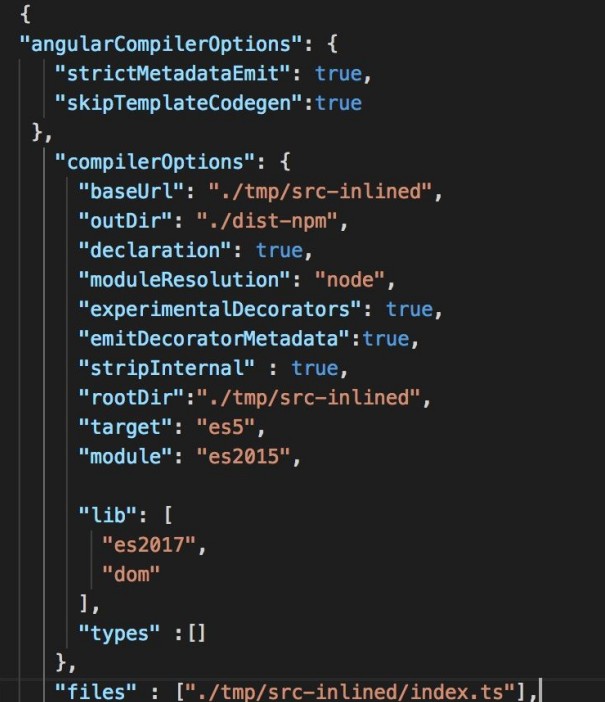 {
"angularCompilerOptions": {
"strictMetadataEmit": true,
"skipTemplateCodegen":true
},
"compilerOptions": {
"baseUrl": "./tmp/src-inlined",
"outDir": "./dist-npm",
"declaration": true,
"moduleResolution": "node",
"experimentalDecorators": true,
"emitDecoratorMetadata":true,
"stripInternal" : true,
"rootDir":"./tmp/src-inlined",
"target": "es5",
"module": "es2015",
"lib": [
"es2017",
"dom"
],
"types" :[]
},
"files" : ["./tmp/src-inlined/index.ts"],